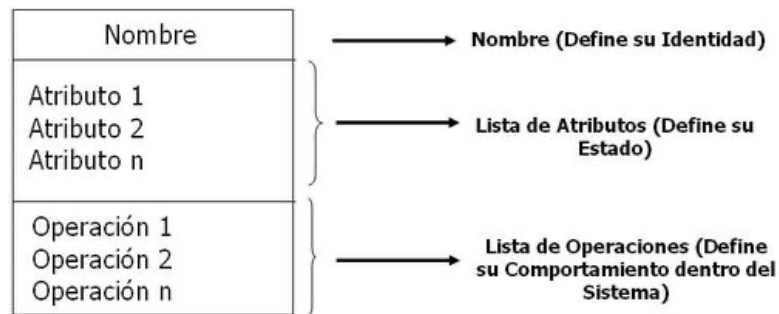 Nombre
Nombre (Define su Identidad)
Atributo 1
Atributo 2
Atributo n
Lista de Atributos (Define su
Estado)
Operación 1
Operación 2
Operación n
Lista de Operaciones (Define
su Comportamiento dentro del
Sistema)